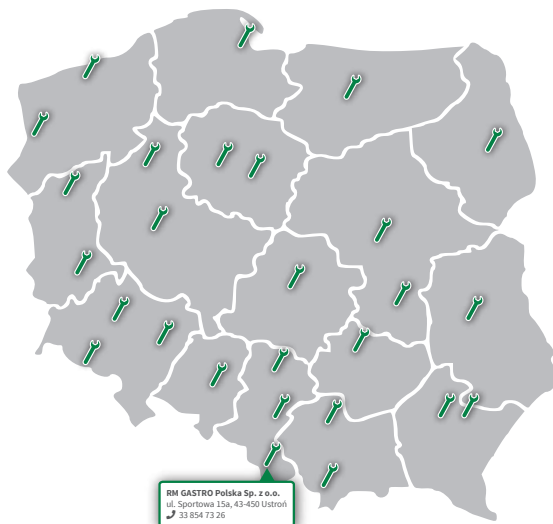 RM GASTRO Polska Sp. z o.o.
ul. Sportowa 15a, 43-450 Ustroń
33 854 73 26